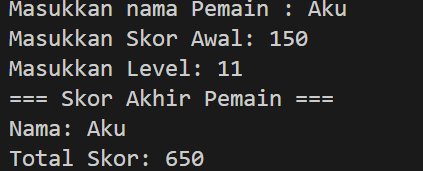 Masukkan nama Pemain : Aku
Masukkan Skor Awal: 150
Masukkan Level: 11
=== Skor Akhir Pemain ===
Nama: Aku
Total Skor: 650